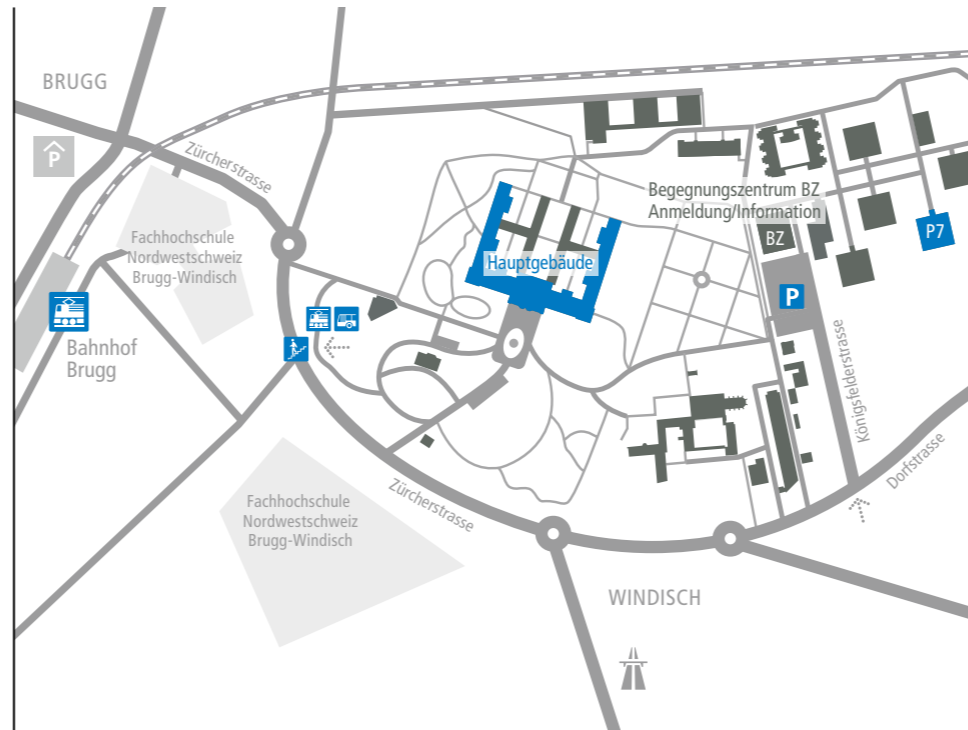 BRUGG
P
Zürcherstrasse
Fachhochschule
Nordwestschweiz
Brugg-Windisch
Bahnhof
Brugg
Hauptgebäude
Begegnungszentrum BZ
Anmeldung/Information
BZ
P7
P
Königsfelderstrasse
Dorfstrasse
Zürcherstrasse
Fachhochschule
Nordwestschweiz
Brugg-Windisch
WINDISCH